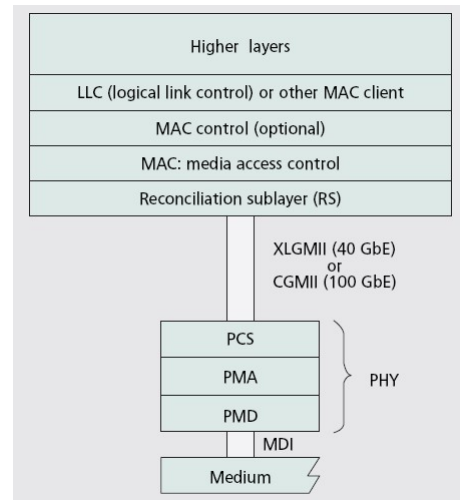 Higher layers
LLC (logical link control) or other MAC client
MAC control (optional)
MAC: media access control
Reconciliation sublayer (RS)
XLGMII (40 GbE)
or
CGMII (100 GbE)
PCS
PMA
PHY
PMD
MDI
Medium